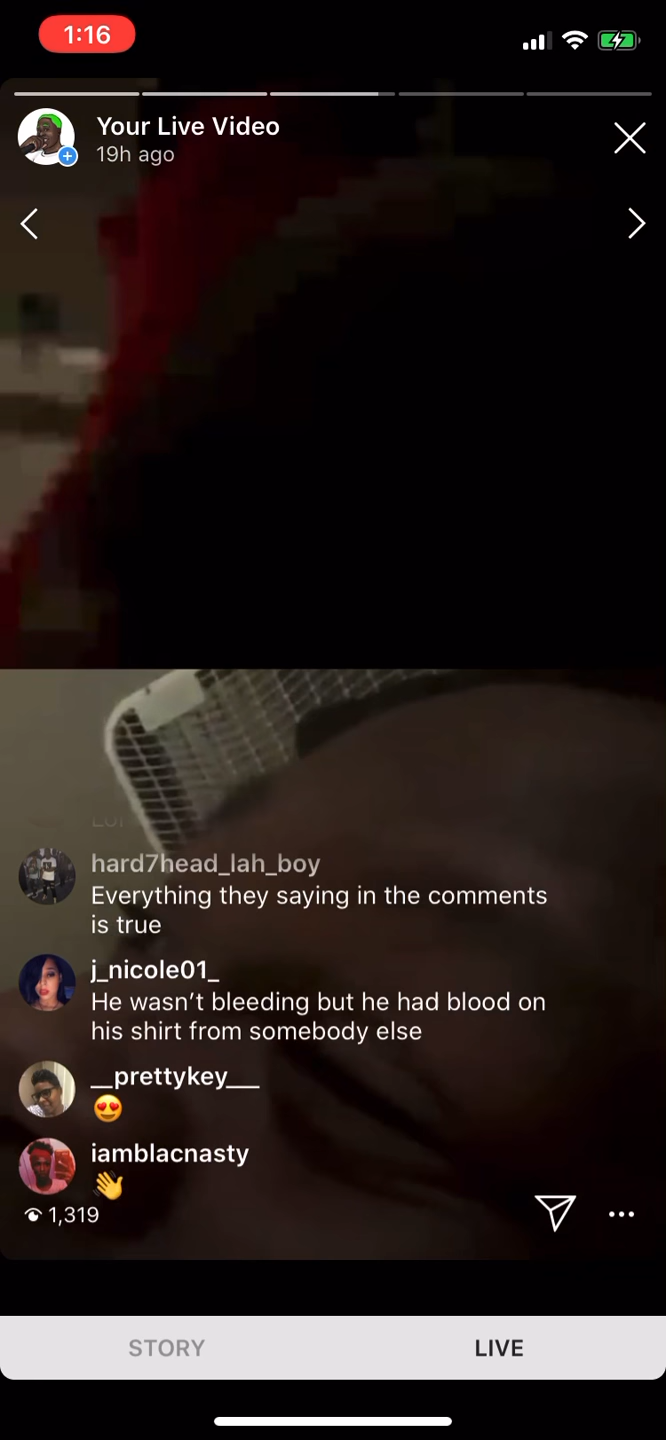 1:16
Your Live Video
19h ago
hard7head_lah_boy
Everything they saying in the comments
is true
j_nicole01_
He wasn’t bleeding but he had blood on
his shirt from somebody else
__prettykey___
😍
iamblacnasty
👋
1,319
STORY
LIVE